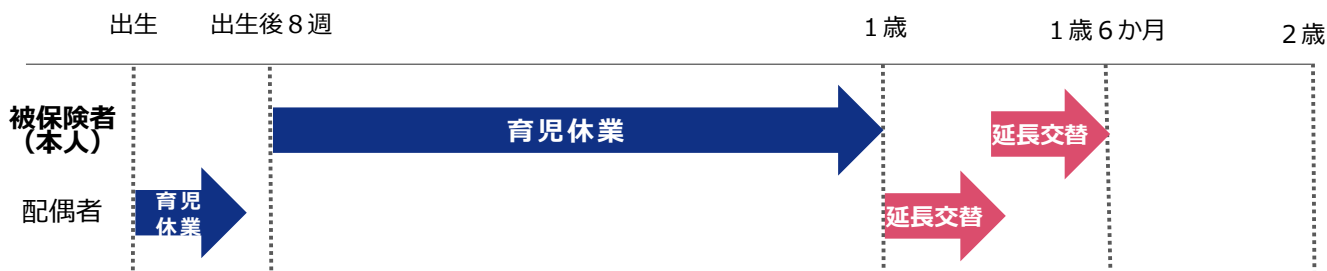 出生
出生後８週
１歳
１歳６か月
２歳
被保険者
（本人）
育児休業
延長交替
配偶者
育児
休業
延長交替